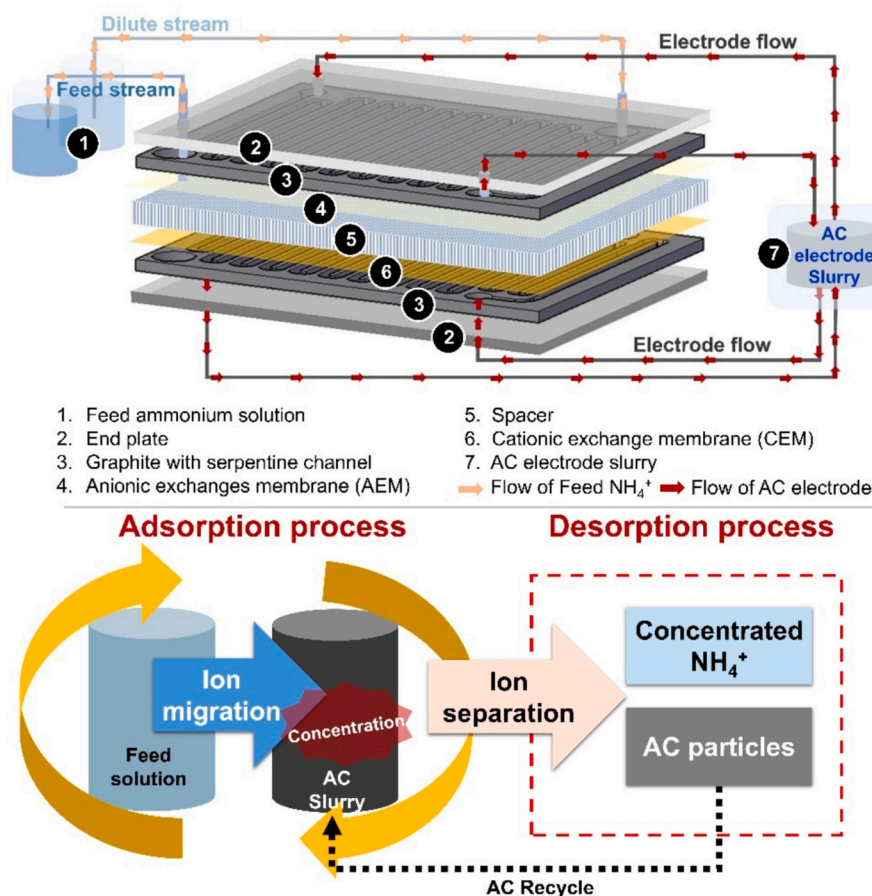 Dilute stream
Electrode flow
Feed stream
1
2
3
4
5
6
3
2
7
AC
electrode
Slurry
Electrode flow
1. Feed ammonium solution
2. End plate
3. Graphite with serpentine channel
4. Anionic exchanges membrane (AEM)
5. Spacer
6. Cationic exchange membrane (CEM)
7. AC electrode slurry
Flow of Feed NH₄⁺
Flow of AC electrode
Adsorption process
Desorption process
Feed
solution
Ion
migration
Concentration
AC
Slurry
Ion
separation
Concentrated
NH₄⁺
AC particles
AC Recycle